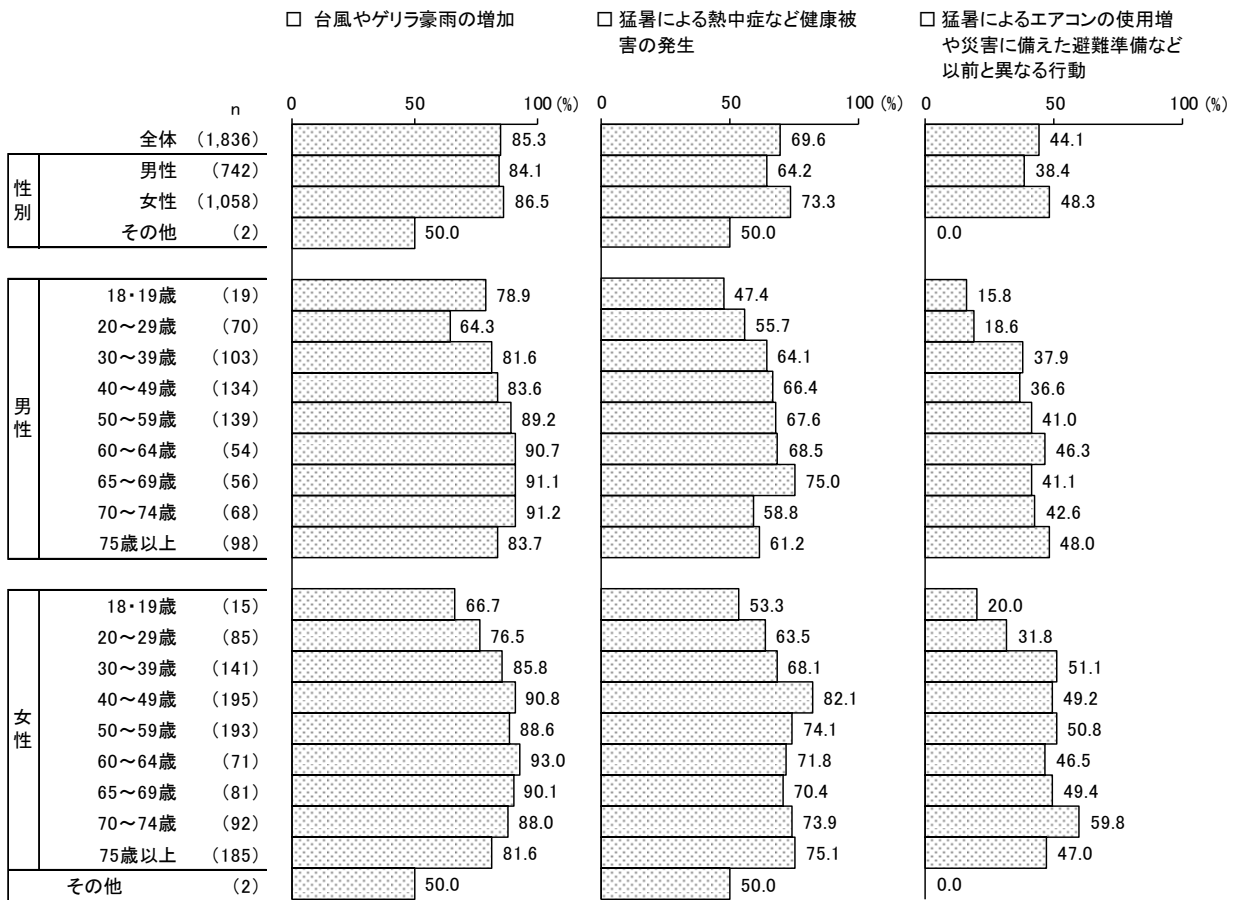 □ 台風やゲリラ豪雨の増加
□ 猛暑による熱中症など健康被
害の発生
□ 猛暑によるエアコンの使用増
や災害に備えた避難準備など
以前と異なる行動
n 0 50 100 (%) 0 50 100 (%) 0 50 100 (%)
全体 (1,836) 85.3 69.6 44.1
性別
男性 (742) 84.1 64.2 38.4
女性 (1,058) 86.5 73.3 48.3
その他 (2) 50.0 50.0 0.0
男性
18・19歳 (19) 78.9 47.4 15.8
20～29歳 (70) 64.3 55.7 18.6
30～39歳 (103) 81.6 64.1 37.9
40～49歳 (134) 83.6 66.4 36.6
50～59歳 (139) 89.2 67.6 41.0
60～64歳 (54) 90.7 68.5 46.3
65～69歳 (56) 91.1 75.0 41.1
70～74歳 (68) 91.2 58.8 42.6
75歳以上 (98) 83.7 61.2 48.0
女性
18・19歳 (15) 66.7 53.3 20.0
20～29歳 (85) 76.5 63.5 31.8
30～39歳 (141) 85.8 68.1 51.1
40～49歳 (195) 90.8 82.1 49.2
50～59歳 (193) 88.6 74.1 50.8
60～64歳 (71) 93.0 71.8 46.5
65～69歳 (81) 90.1 70.4 49.4
70～74歳 (92) 88.0 73.9 59.8
75歳以上 (185) 81.6 75.1 47.0
その他 (2) 50.0 50.0 0.0